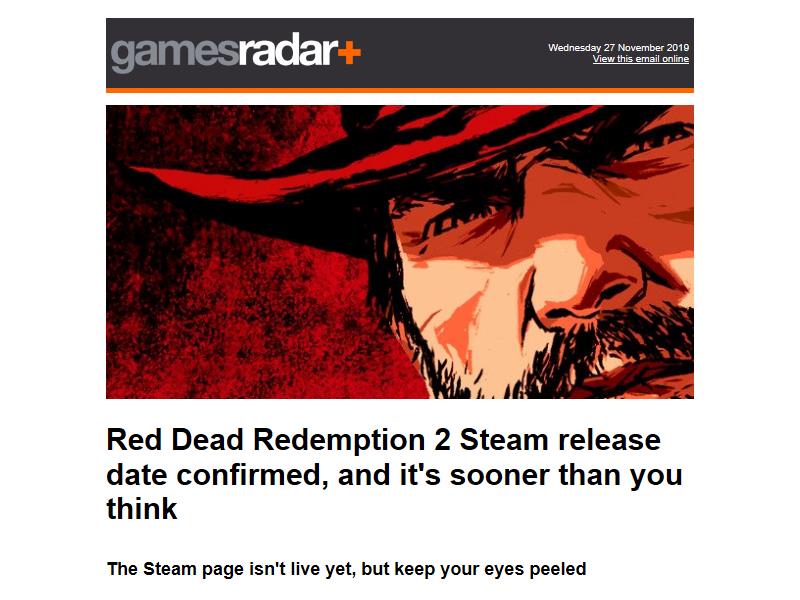 gamesradar+
Wednesday 27 November 2019
View this email online
Red Dead Redemption 2 Steam release
date confirmed, and it's sooner than you
think
The Steam page isn't live yet, but keep your eyes peeled